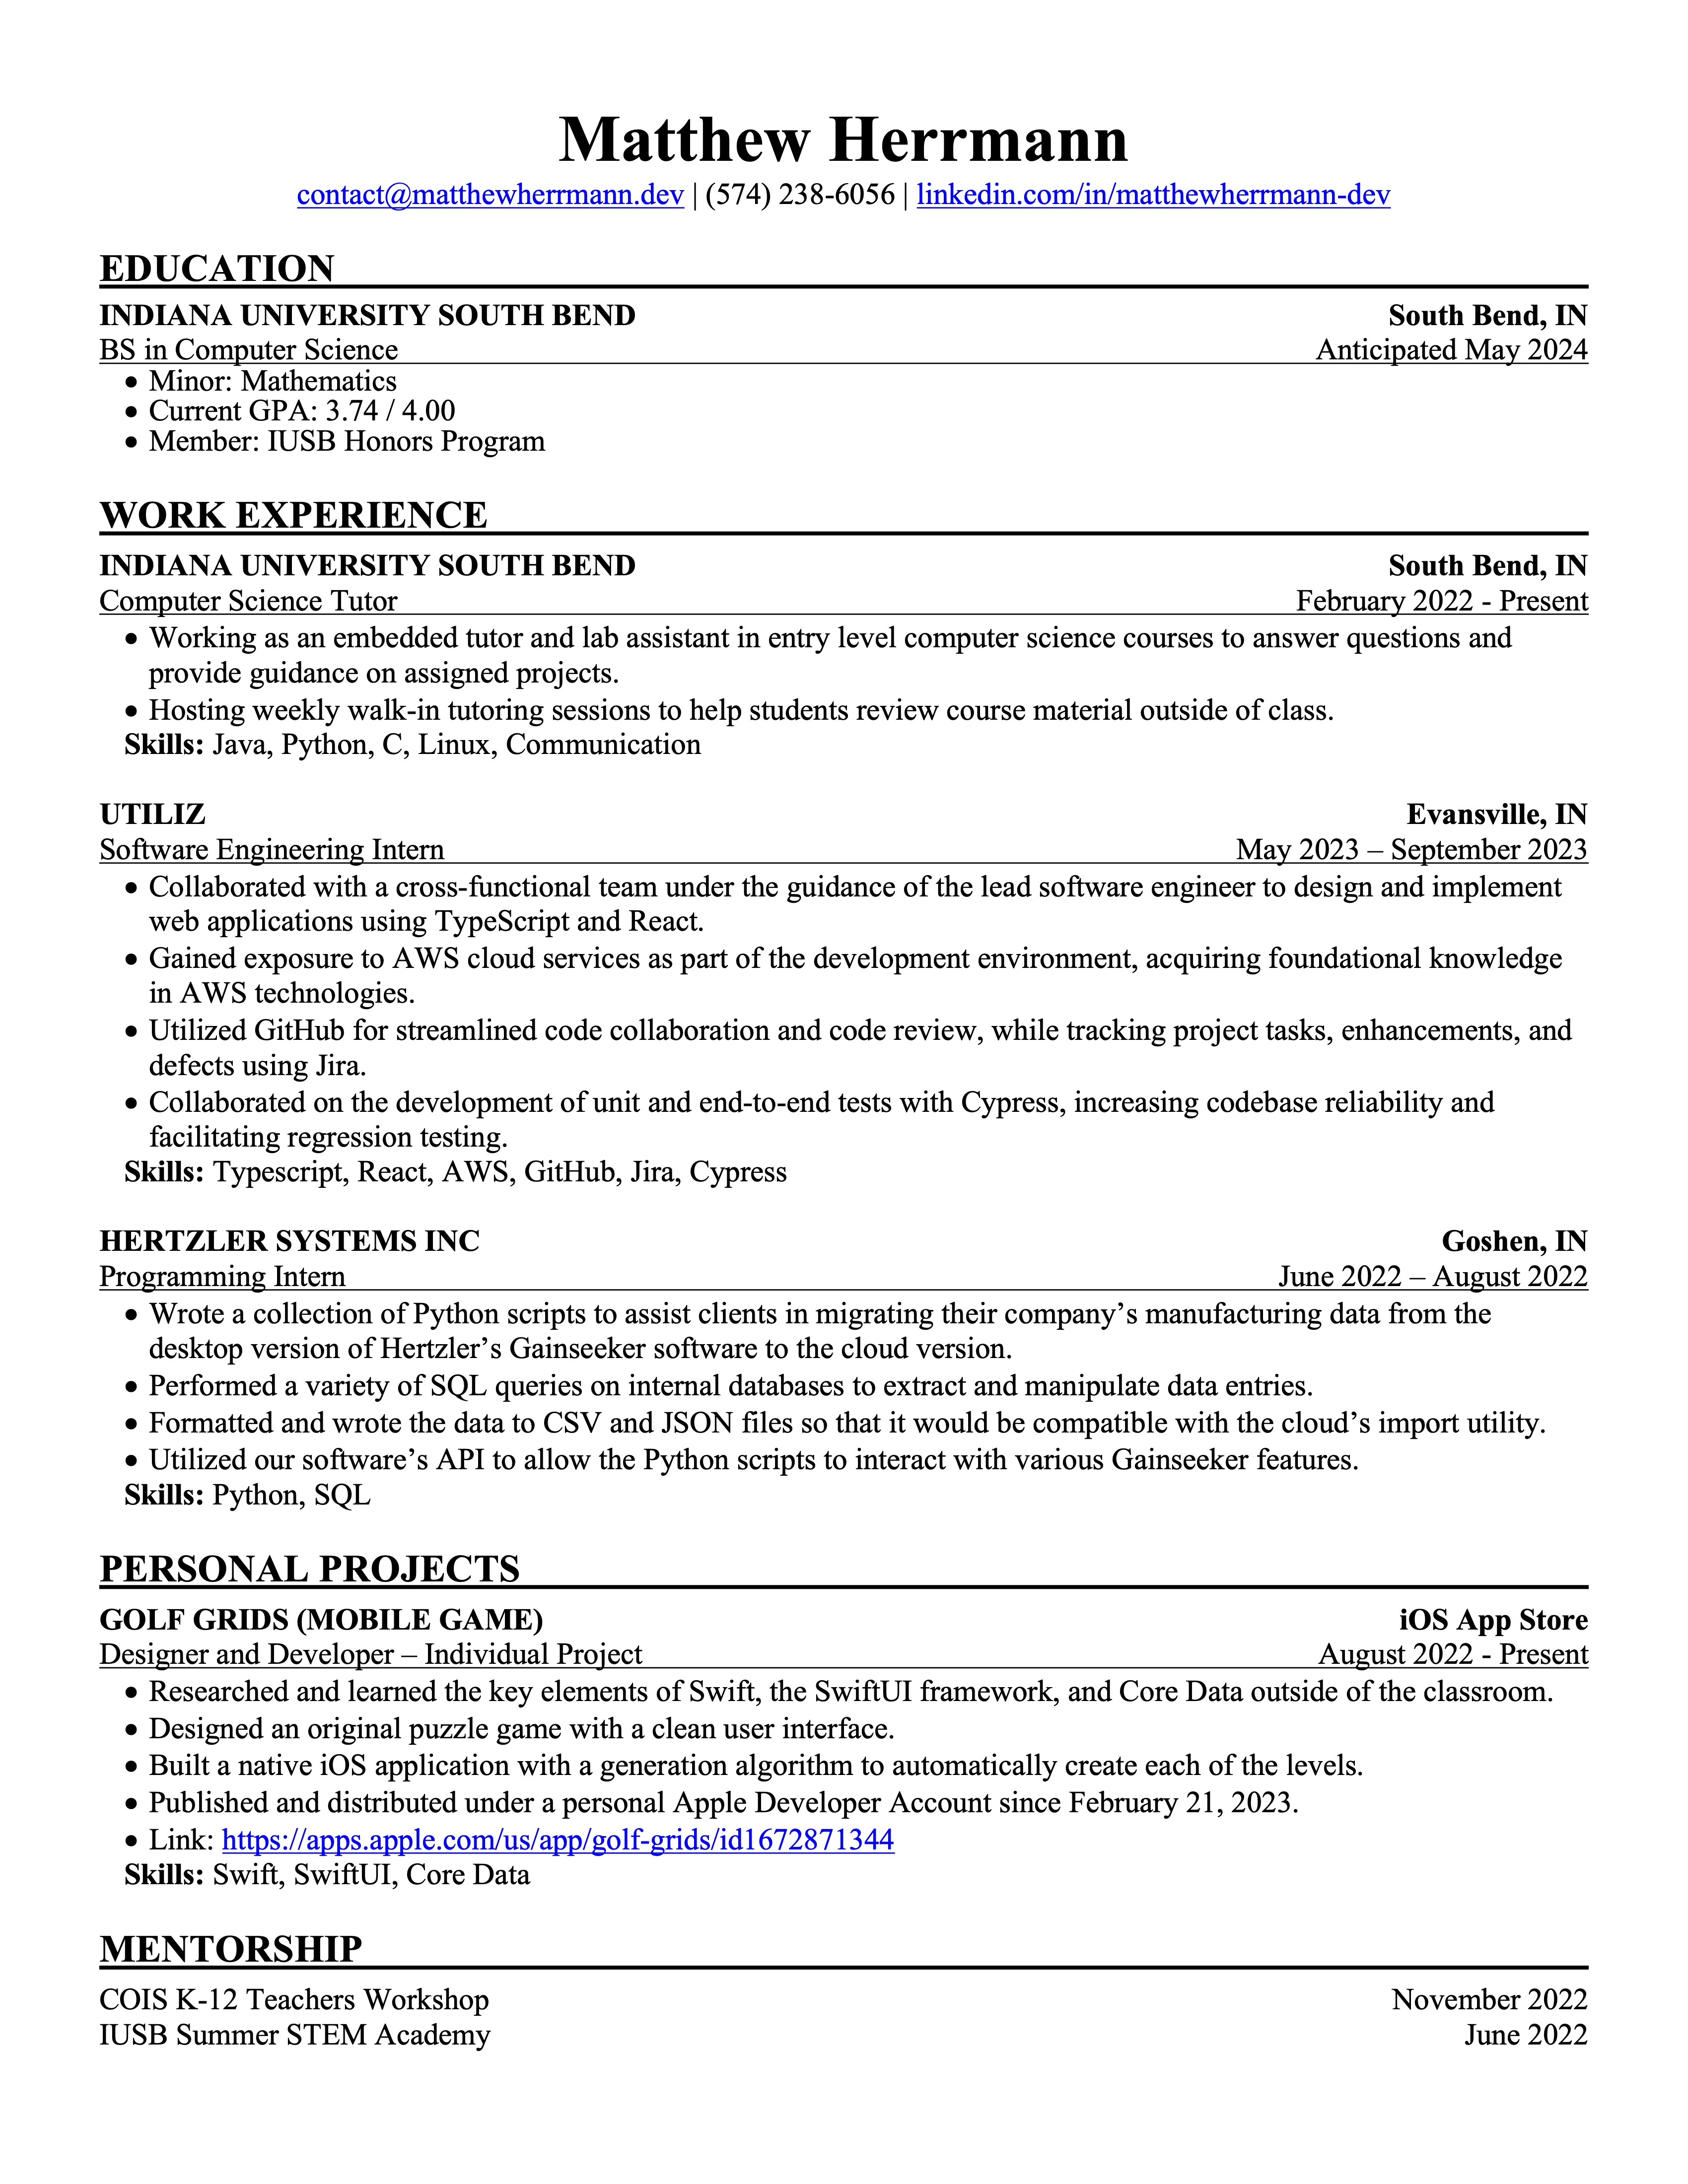 Matthew Herrmann
contact@matthewherrmann.dev | (574) 238-6056 | linkedin.com/in/matthewherrmann-dev
EDUCATION
INDIANA UNIVERSITY SOUTH BEND South Bend, IN
BS in Computer Science Anticipated May 2024
• Minor: Mathematics
• Current GPA: 3.74 / 4.00
• Member: IUSB Honors Program
WORK EXPERIENCE
INDIANA UNIVERSITY SOUTH BEND South Bend, IN
Computer Science Tutor February 2022 - Present
• Working as an embedded tutor and lab assistant in entry level computer science courses to answer questions and
provide guidance on assigned projects.
• Hosting weekly walk-in tutoring sessions to help students review course material outside of class.
Skills: Java, Python, C, Linux, Communication
UTILIZ Evansville, IN
Software Engineering Intern May 2023 – September 2023
• Collaborated with a cross-functional team under the guidance of the lead software engineer to design and implement
web applications using TypeScript and React.
• Gained exposure to AWS cloud services as part of the development environment, acquiring foundational knowledge
in AWS technologies.
• Utilized GitHub for streamlined code collaboration and code review, while tracking project tasks, enhancements, and
defects using Jira.
• Collaborated on the development of unit and end-to-end tests with Cypress, increasing codebase reliability and
facilitating regression testing.
Skills: Typescript, React, AWS, GitHub, Jira, Cypress
HERTZLER SYSTEMS INC Goshen, IN
Programming Intern June 2022 – August 2022
• Wrote a collection of Python scripts to assist clients in migrating their company’s manufacturing data from the
desktop version of Hertzler’s Gainseeker software to the cloud version.
• Performed a variety of SQL queries on internal databases to extract and manipulate data entries.
• Formatted and wrote the data to CSV and JSON files so that it would be compatible with the cloud’s import utility.
• Utilized our software’s API to allow the Python scripts to interact with various Gainseeker features.
Skills: Python, SQL
PERSONAL PROJECTS
GOLF GRIDS (MOBILE GAME) iOS App Store
Designer and Developer – Individual Project August 2022 - Present
• Researched and learned the key elements of Swift, the SwiftUI framework, and Core Data outside of the classroom.
• Designed an original puzzle game with a clean user interface.
• Built a native iOS application with a generation algorithm to automatically create each of the levels.
• Published and distributed under a personal Apple Developer Account since February 21, 2023.
• Link: https://apps.apple.com/us/app/golf-grids/id1672871344
Skills: Swift, SwiftUI, Core Data
MENTORSHIP
COIS K-12 Teachers Workshop November 2022
IUSB Summer STEM Academy June 2022